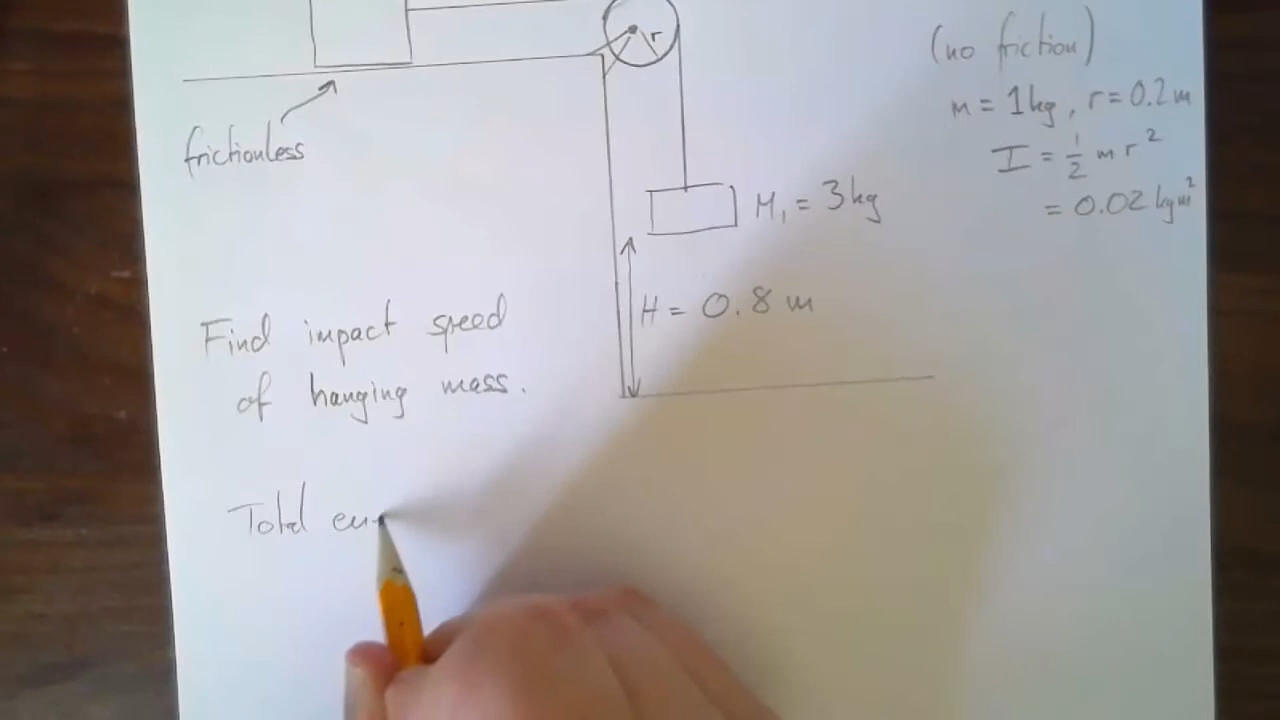 r
(no friction)
m = 1kg, r = 0.2m
I = 1/2 m r²
= 0.02 kgm²
frictionless
M₁ = 3kg
H = 0.8 m
Find impact speed
of hanging mass.
Total en